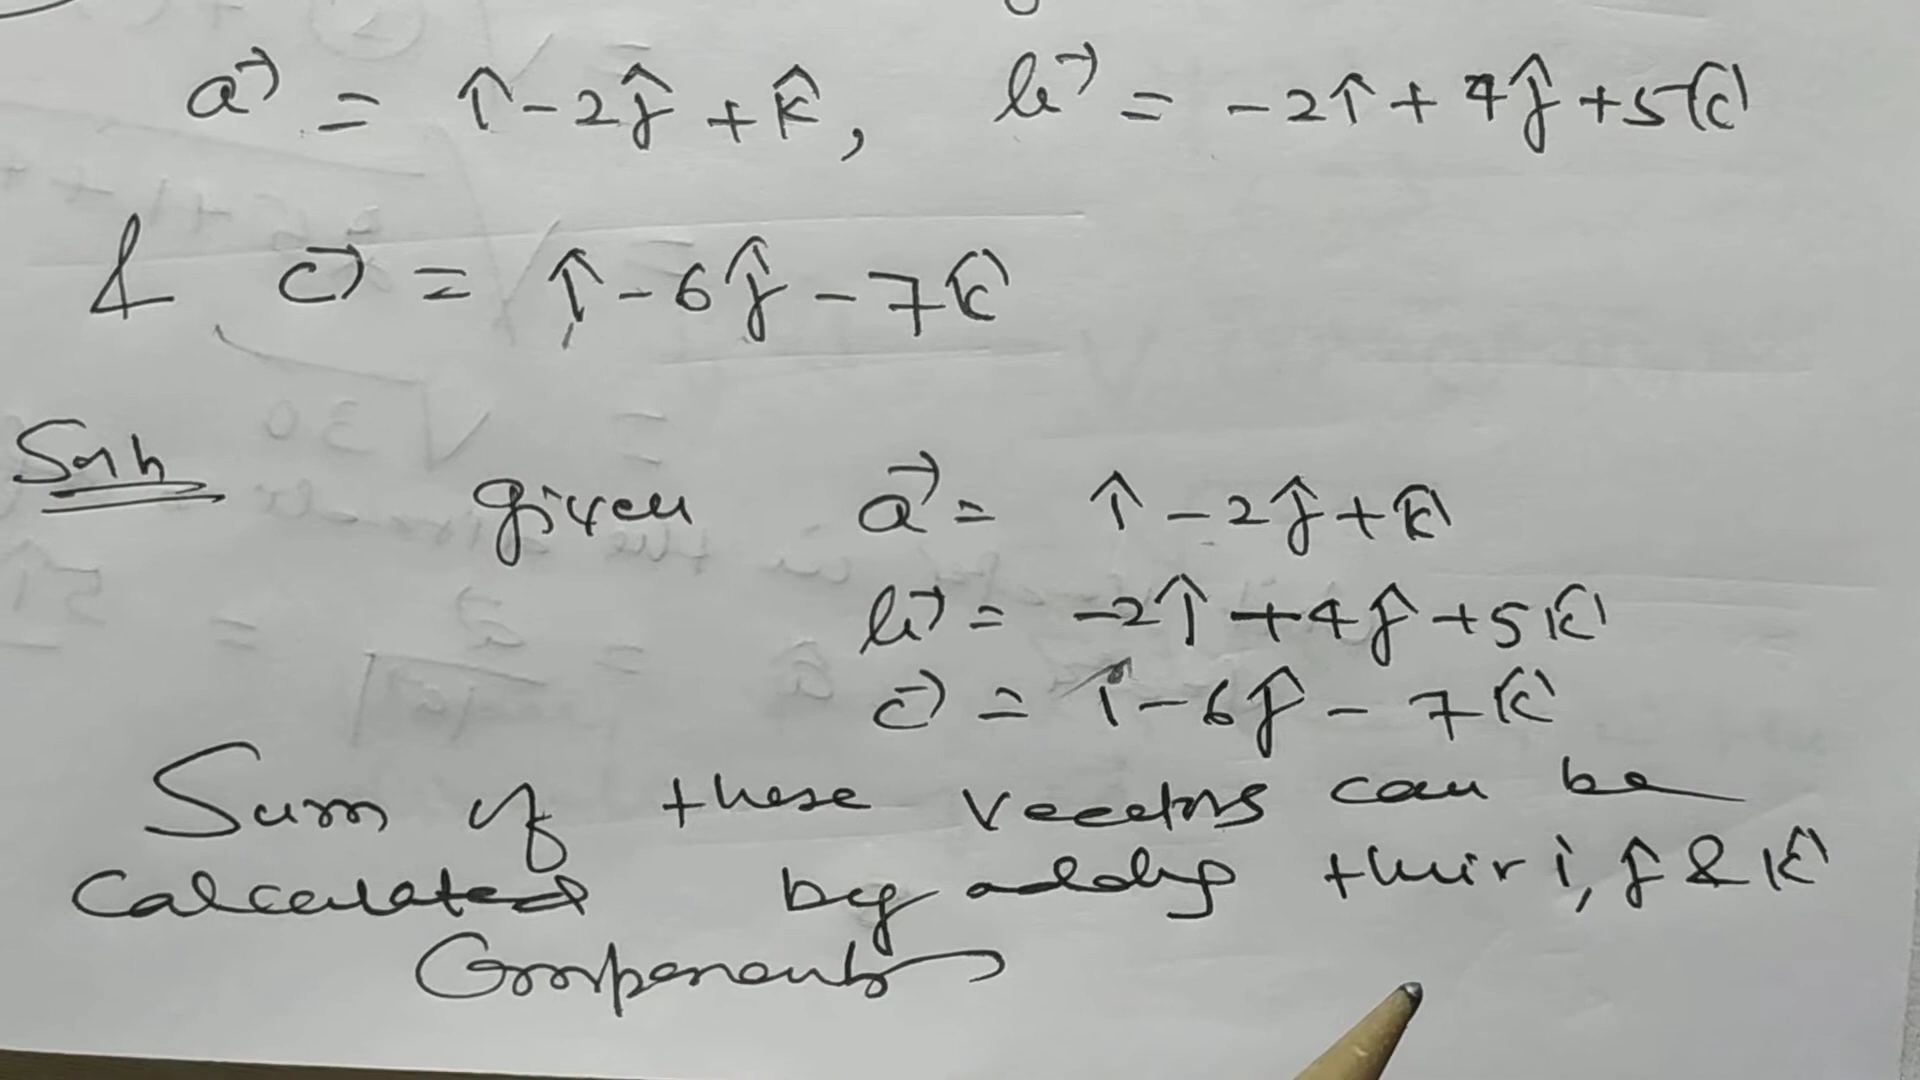 a⃗ = î - 2ĵ + k̂, b⃗ = -2î + 4ĵ + 5k̂
& c⃗ = î - 6ĵ - 7k̂
Soln given a⃗ = î - 2ĵ + k̂
b⃗ = -2î + 4ĵ + 5k̂
c⃗ = î - 6ĵ - 7k̂
Sum of these vectors can be
calculated by adding their i, ĵ & k̂
Components